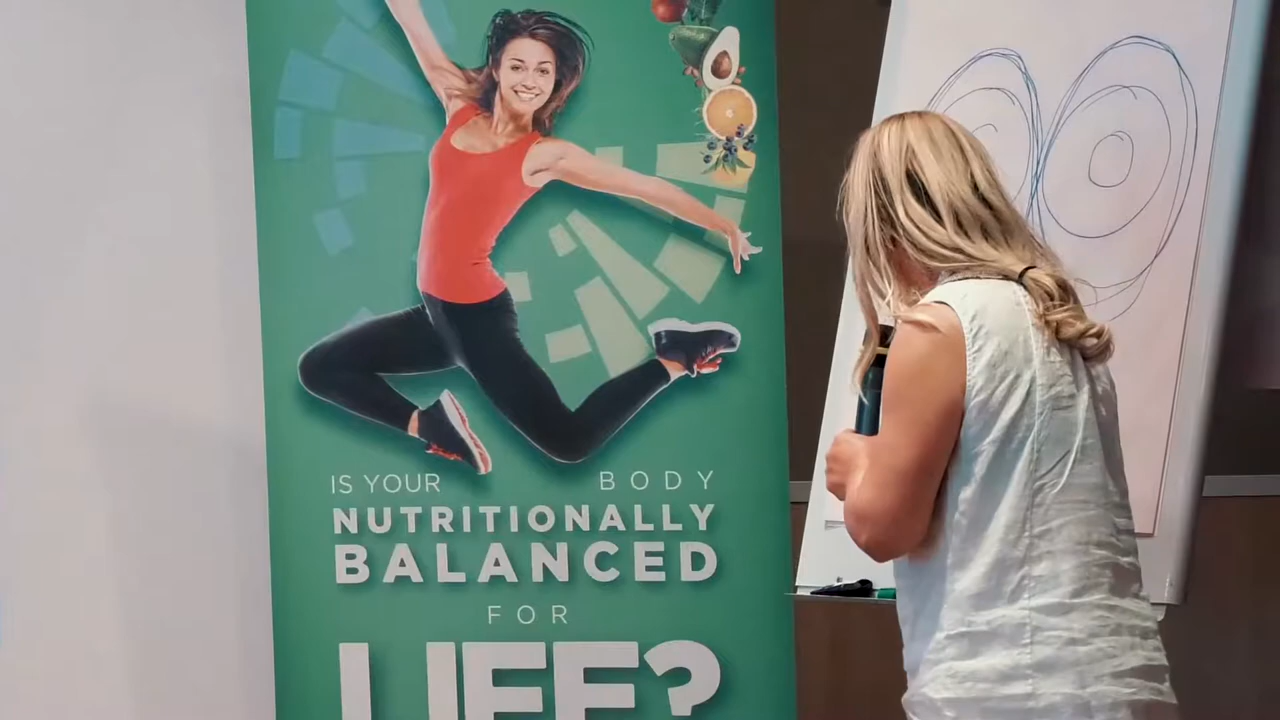 IS YOUR BODY
NUTRITIONALLY
BALANCED
FOR
LIFE?